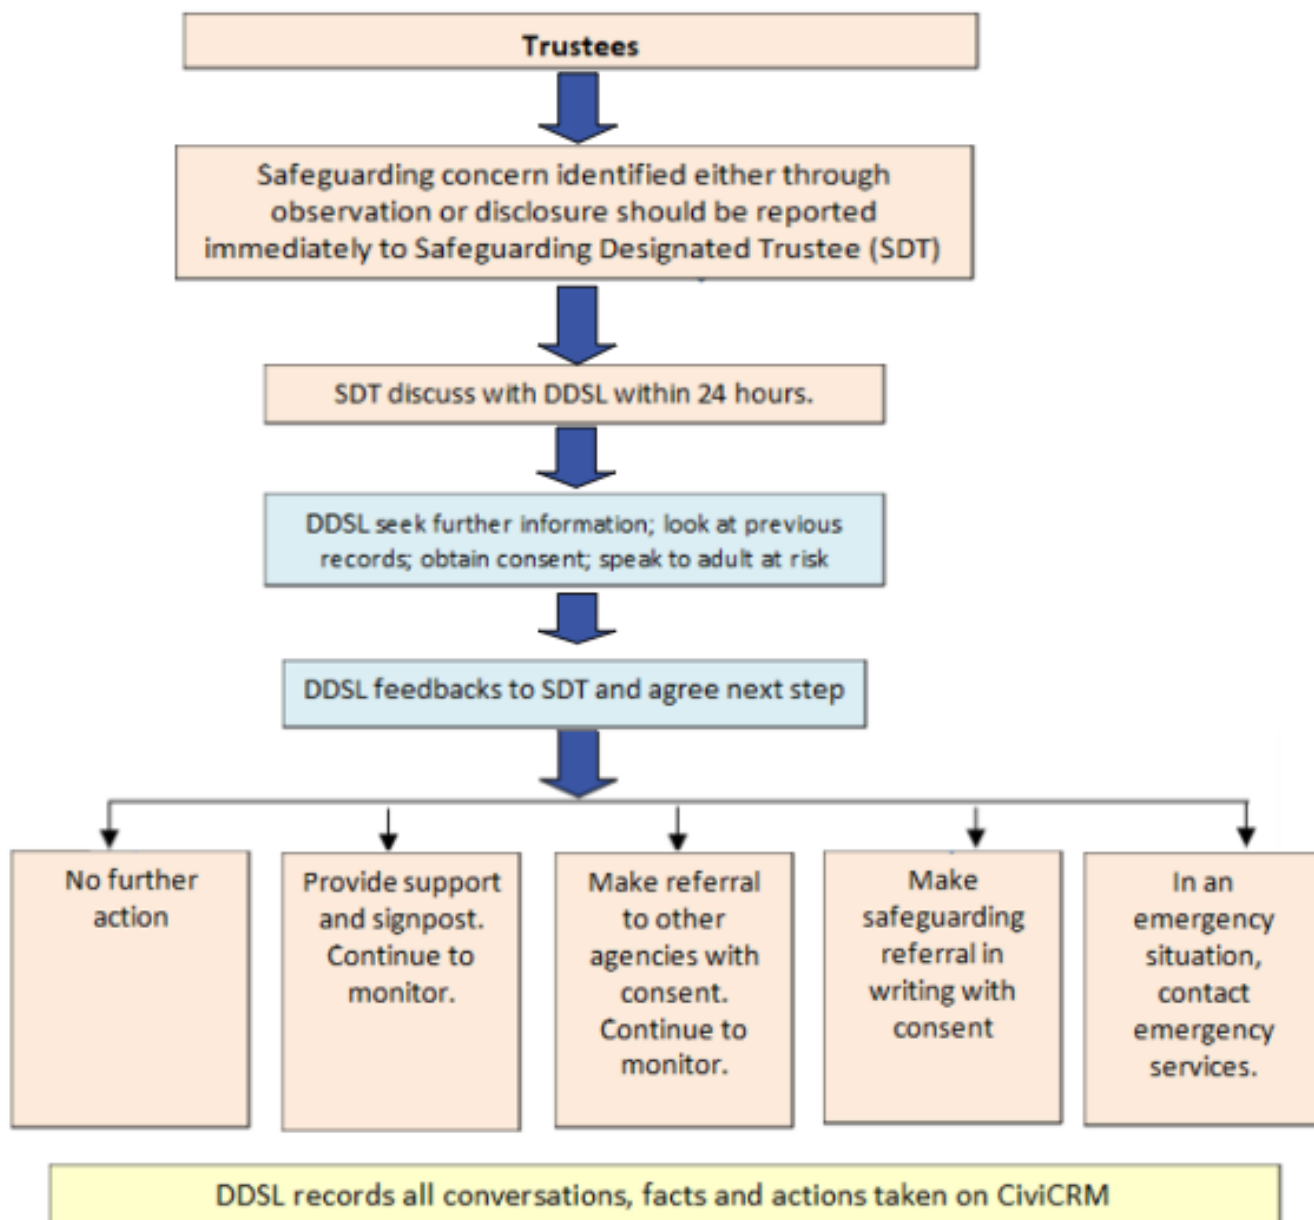 Trustees
Safeguarding concern identified either through
observation or disclosure should be reported
immediately to Safeguarding Designated Trustee (SDT)
SDT discuss with DDSL within 24 hours.
DDSL seek further information; look at previous
records; obtain consent; speak to adult at risk
DDSL feedbacks to SDT and agree next step
No further
action
Provide support
and signpost.
Continue to
monitor.
Make referral
to other
agencies with
consent.
Continue to
monitor.
Make
safeguarding
referral in
writing with
consent
In an
emergency
situation,
contact
emergency
services.
DDSL records all conversations, facts and actions taken on CiviCRM